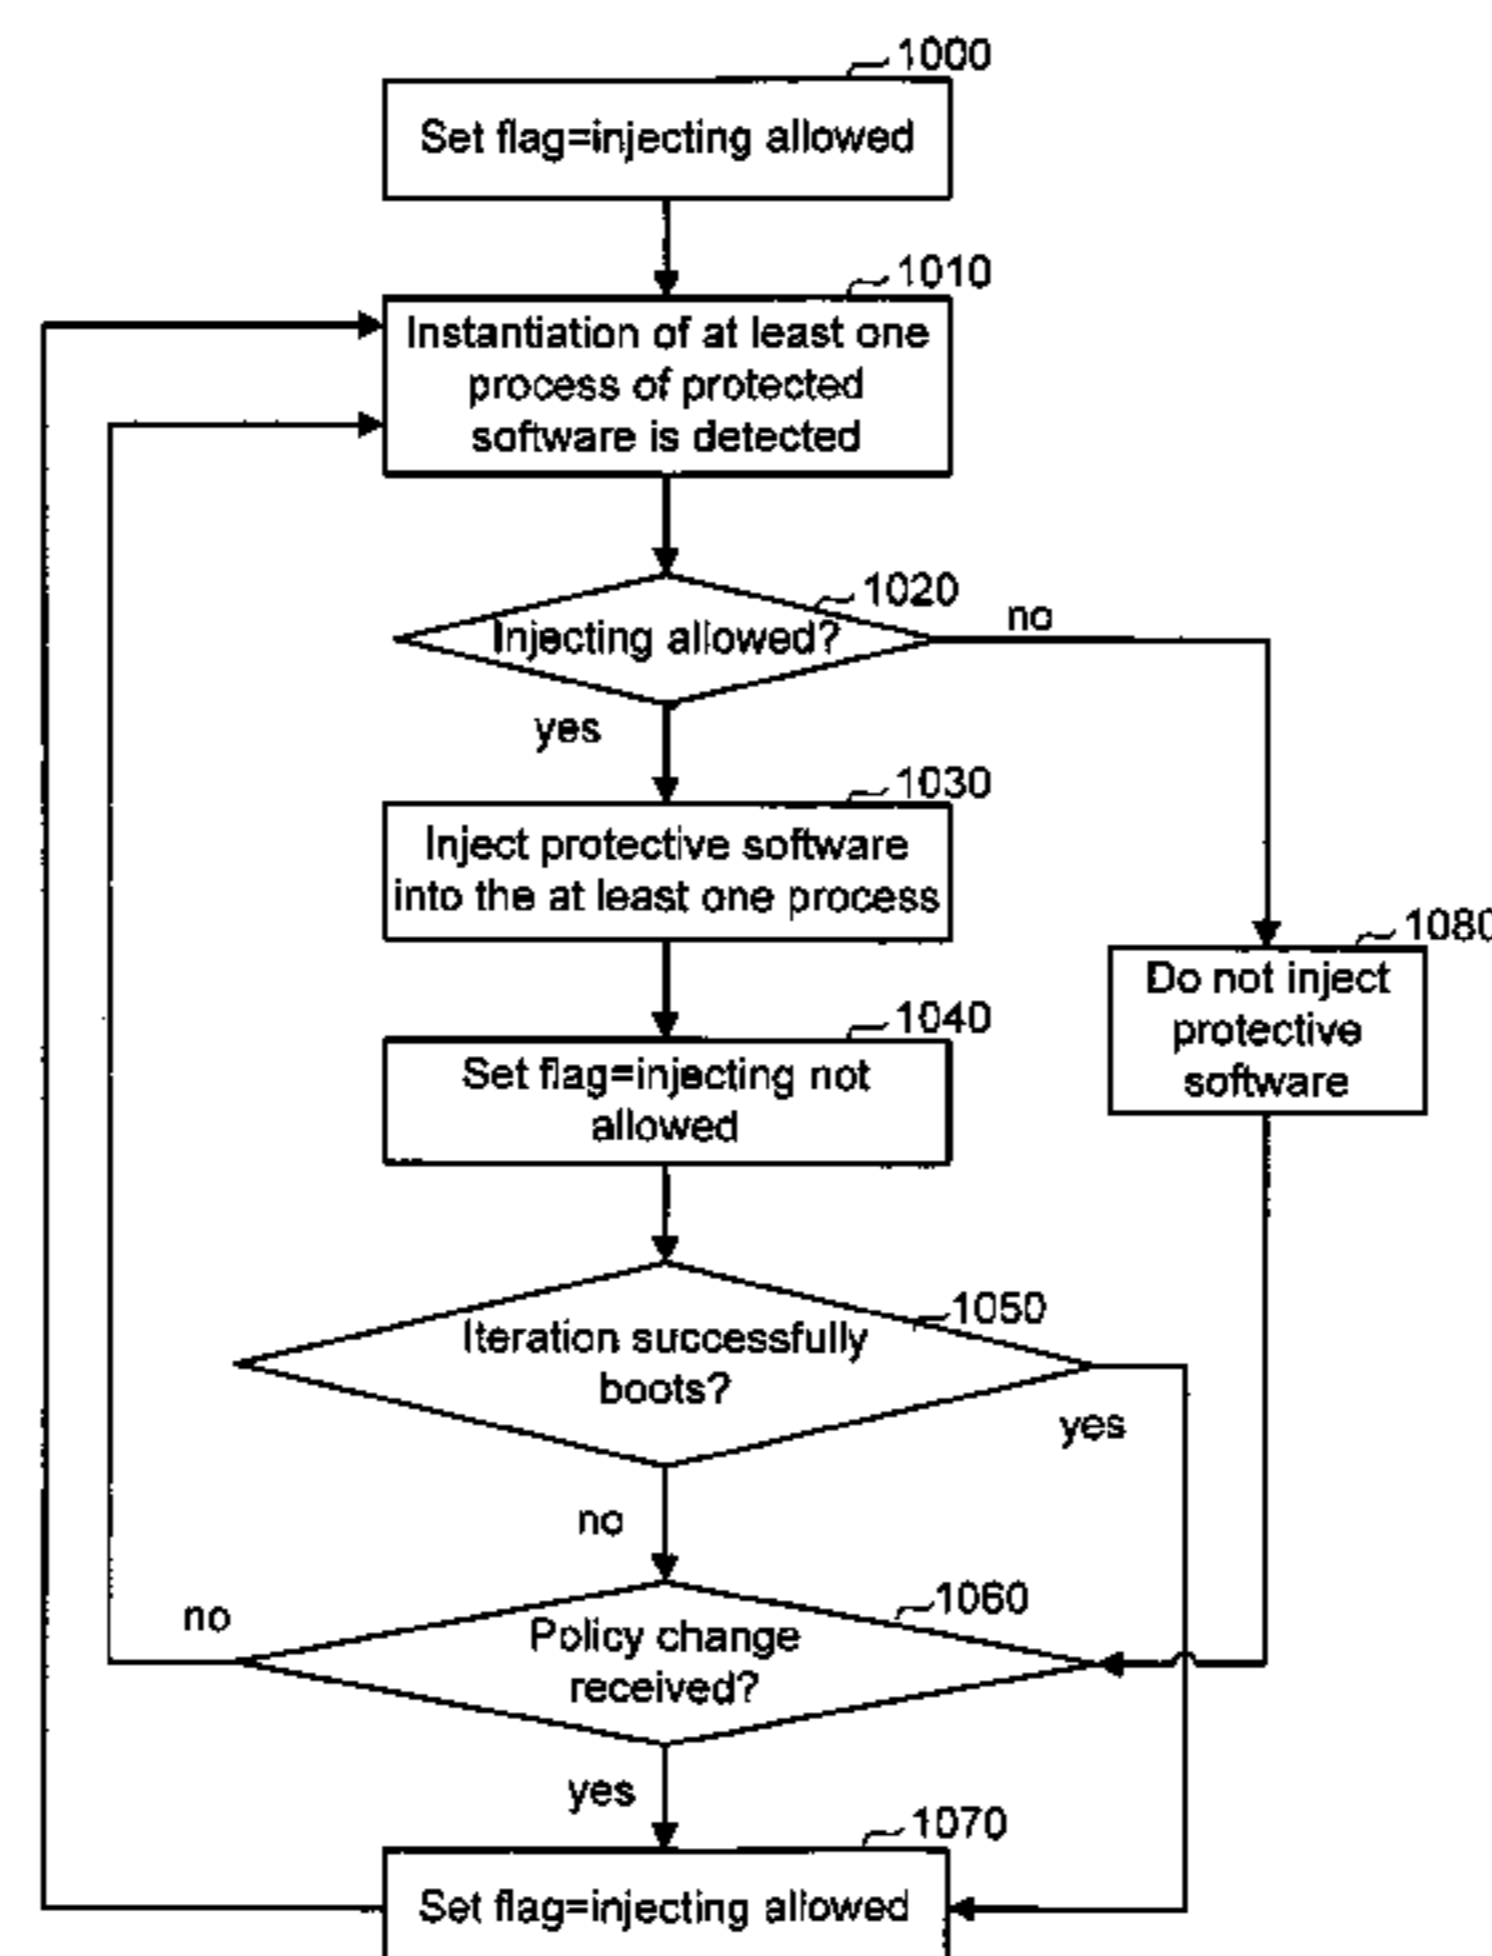 1000
Set flag=injecting allowed
1010
Instantiation of at least one
process of protected
software is detected
1020
Injecting allowed?
no
yes
1030
Inject protective software
into the at least one process
1080
Do not inject
protective
software
1040
Set flag=injecting not
allowed
1050
Iteration successfully
boots?
yes
no
1060
Policy change
received?
no
yes
1070
Set flag=injecting allowed